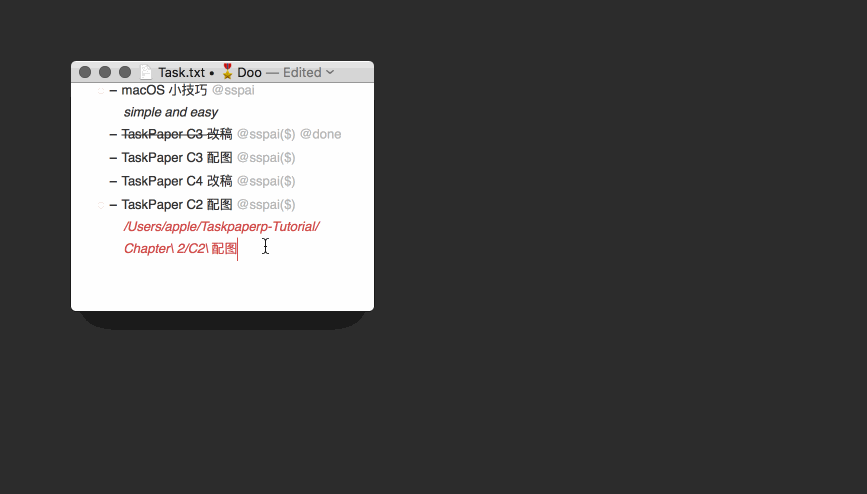 Task.txt • 🎖 Doo — Edited
– macOS 小技巧 @sspai
simple and easy
– TaskPaper C3 改稿 @sspai($) @done
– TaskPaper C3 配图 @sspai($)
– TaskPaper C4 改稿 @sspai($)
– TaskPaper C2 配图 @sspai($)
/Users/apple/Taskpaperp-Tutorial/
Chapter\ 2/C2\ 配图